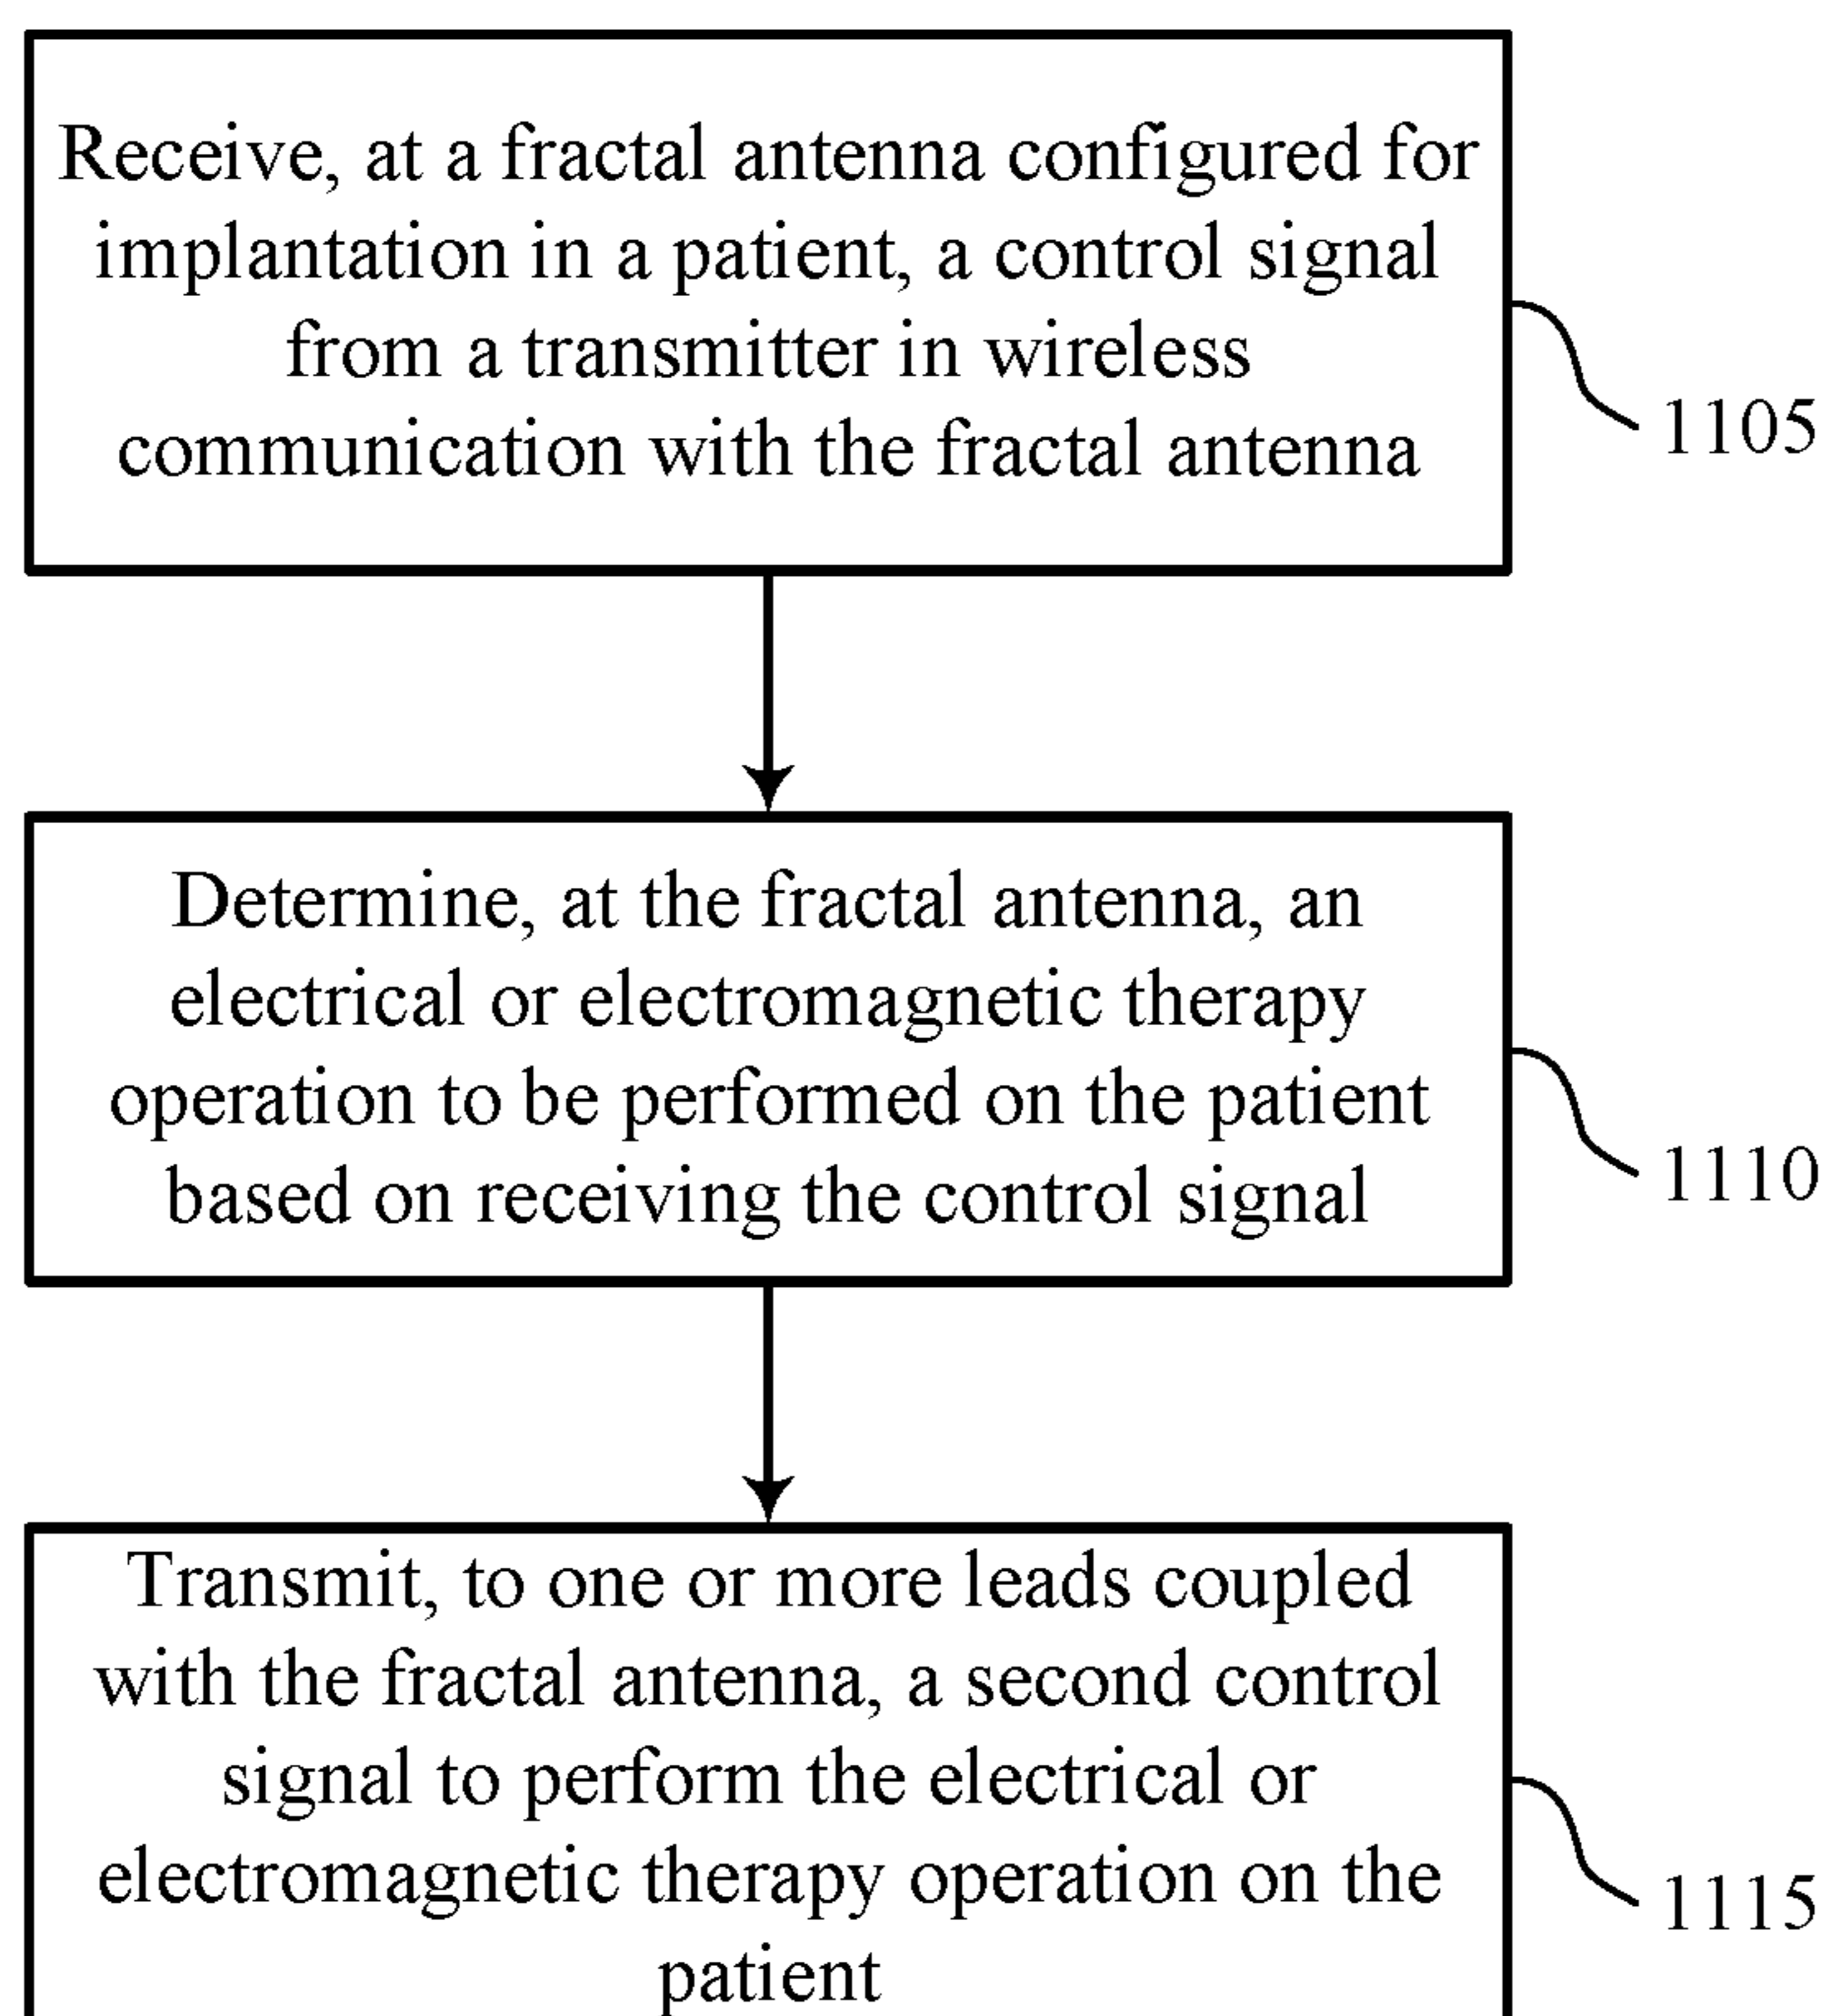 Receive, at a fractal antenna configured for
implantation in a patient, a control signal
from a transmitter in wireless
communication with the fractal antenna
1105
Determine, at the fractal antenna, an
electrical or electromagnetic therapy
operation to be performed on the patient
based on receiving the control signal
1110
Transmit, to one or more leads coupled
with the fractal antenna, a second control
signal to perform the electrical or
electromagnetic therapy operation on the
patient
1115